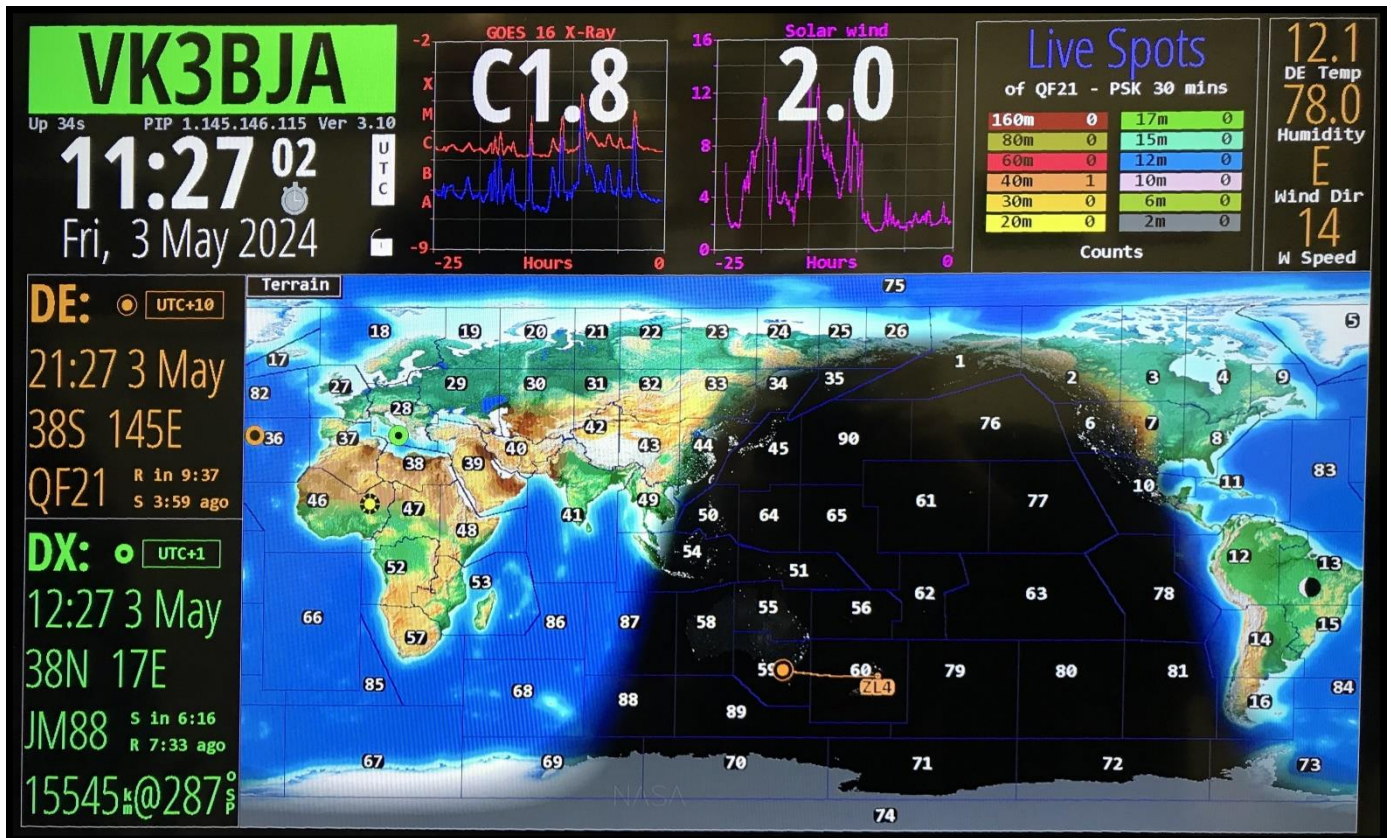 VK3BJA
Up 34s PIP 1.145.146.115 Ver 3.10
11:27 02
UTC
Fri, 3 May 2024
GOES 16 X-Ray
C1.8
-2
X
M
C
B
A
-9
-25 Hours 0
Solar wind
2.0
16
12
8
4
0
-25 Hours 0
Live Spots
of QF21 - PSK 30 mins
160m 0 17m 0
80m 0 15m 0
60m 0 12m 0
40m 1 10m 0
30m 0 6m 0
20m 0 2m 0
Counts
12.1
DE Temp
78.0
Humidity
E
Wind Dir
14
W Speed
DE: UTC+10
21:27 3 May
38S 145E
QF21 R in 9:37
S 3:59 ago
DX: UTC+1
12:27 3 May
38N 17E
JM88 S in 6:16
R 7:33 ago
15545km@287° SP
Terrain
75
18 19 20 21 22 23 24 25 26 5
17 1
82 27 29 30 31 32 33 34 35 2 3 4 9
28 42 76 6 7
36 37 40 43 44 45 90 8
38 39 83
46 47 41 49 61 77 10 11
48 50 64 65
52 53 54 51 12 13
66 86 87 58 55 56 62 63 78
57 14 15
85 68 88 59 60 79 80 81 84
ZL4
89 16
67 69 70 71 72 73
NASA
74